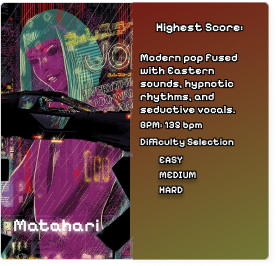 Highest Score:
Modern pop fused
with Eastern
sounds, hypnotic
rhythms, and
seductive vocals.
BPM: 138 bpm
Difficulty Selection
EASY
MEDIUM
HARD
Matahari